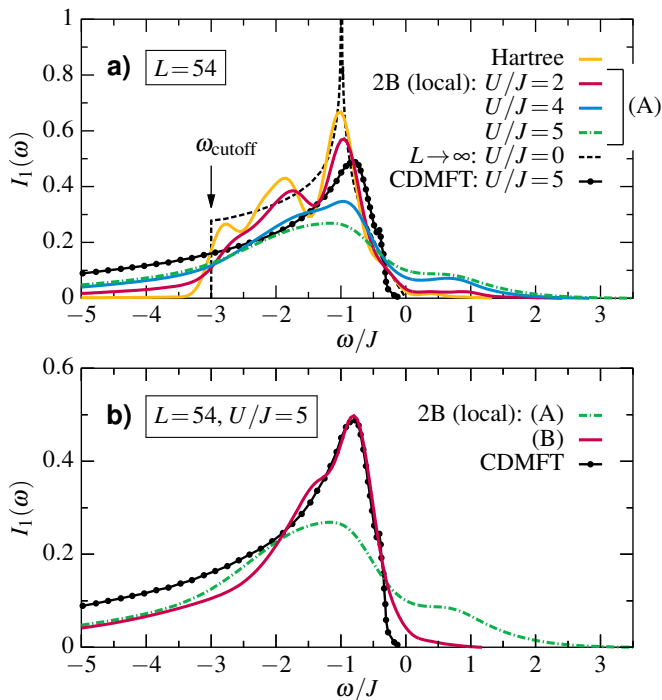 a) L=54
Hartree
2B (local): U/J=2
U/J=4
U/J=5
(A)
L→∞: U/J=0
CDMFT: U/J=5
ω_cutoff
I₁(ω)
1
0.8
0.6
0.4
0.2
0
−5 −4 −3 −2 −1 0 1 2 3
ω/J
b) L=54, U/J=5
2B (local): (A)
(B)
CDMFT
I₁(ω)
0.6
0.4
0.2
0
−5 −4 −3 −2 −1 0 1 2 3
ω/J